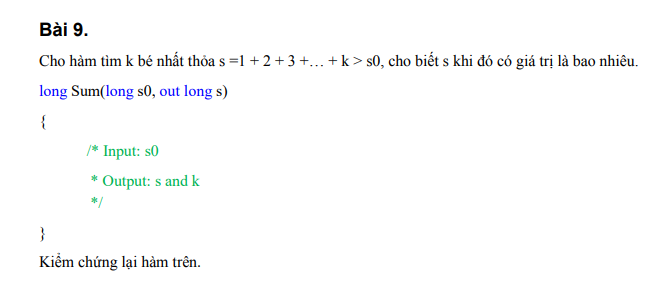 Bài 9.
Cho hàm tìm k bé nhất thỏa s =1 + 2 + 3 +… + k > s0, cho biết s khi đó có giá trị là bao nhiêu.
long Sum(long s0, out long s)
{
/* Input: s0
* Output: s and k
*/
}
Kiểm chứng lại hàm trên.